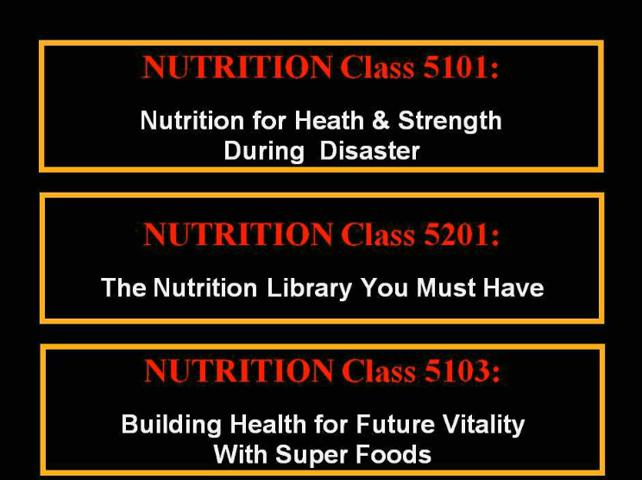 NUTRITION Class 5101:
Nutrition for Heath & Strength
During Disaster
NUTRITION Class 5201:
The Nutrition Library You Must Have
NUTRITION Class 5103:
Building Health for Future Vitality
With Super Foods